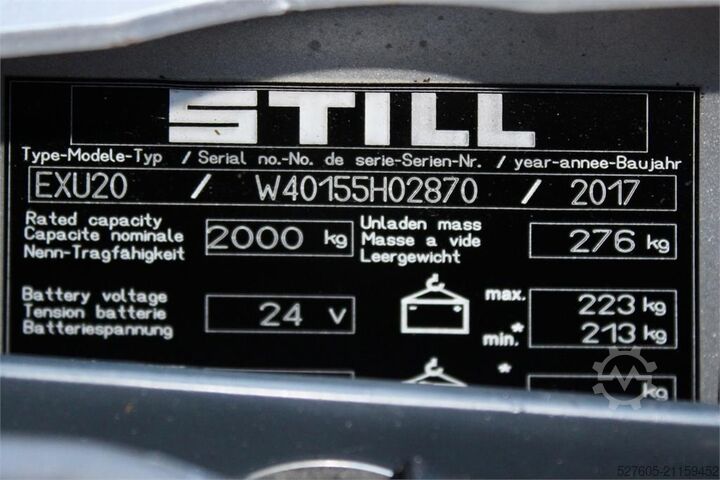 STILL
Type-Modele-Typ / Serial no.-No. de serie-Serien-Nr. / year-annee-Baujahr
EXU20 / W40155H02870 / 2017
Rated capacity
Capacite nominale
Nenn-Tragfähigkeit
2000 kg
Unladen mass
Masse a vide
Leergewicht
276 kg
Battery voltage
Tension batterie
Batteriespannung
24 v
max. 223 kg
min.* 213 kg
* kg
527605-21159452